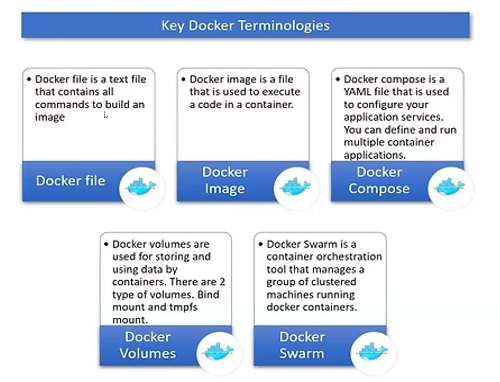 Key Docker Terminologies
• Docker file is a text file
that contains all
commands to build an
image
Docker file
• Docker image is a file
that is used to execute
a code in a container.
Docker
Image
• Docker compose is a
YAML file that is used
to configure your
application services.
You can define and run
multiple container
applications.
Docker
Compose
• Docker volumes are
used for storing and
using data by
containers. There are 2
type of volumes. Bind
mount and tmpfs
mount.
Docker
Volumes
• Docker Swarm is a
container orchestration
tool that manages a
group of clustered
machines running
docker containers.
Docker
Swarm